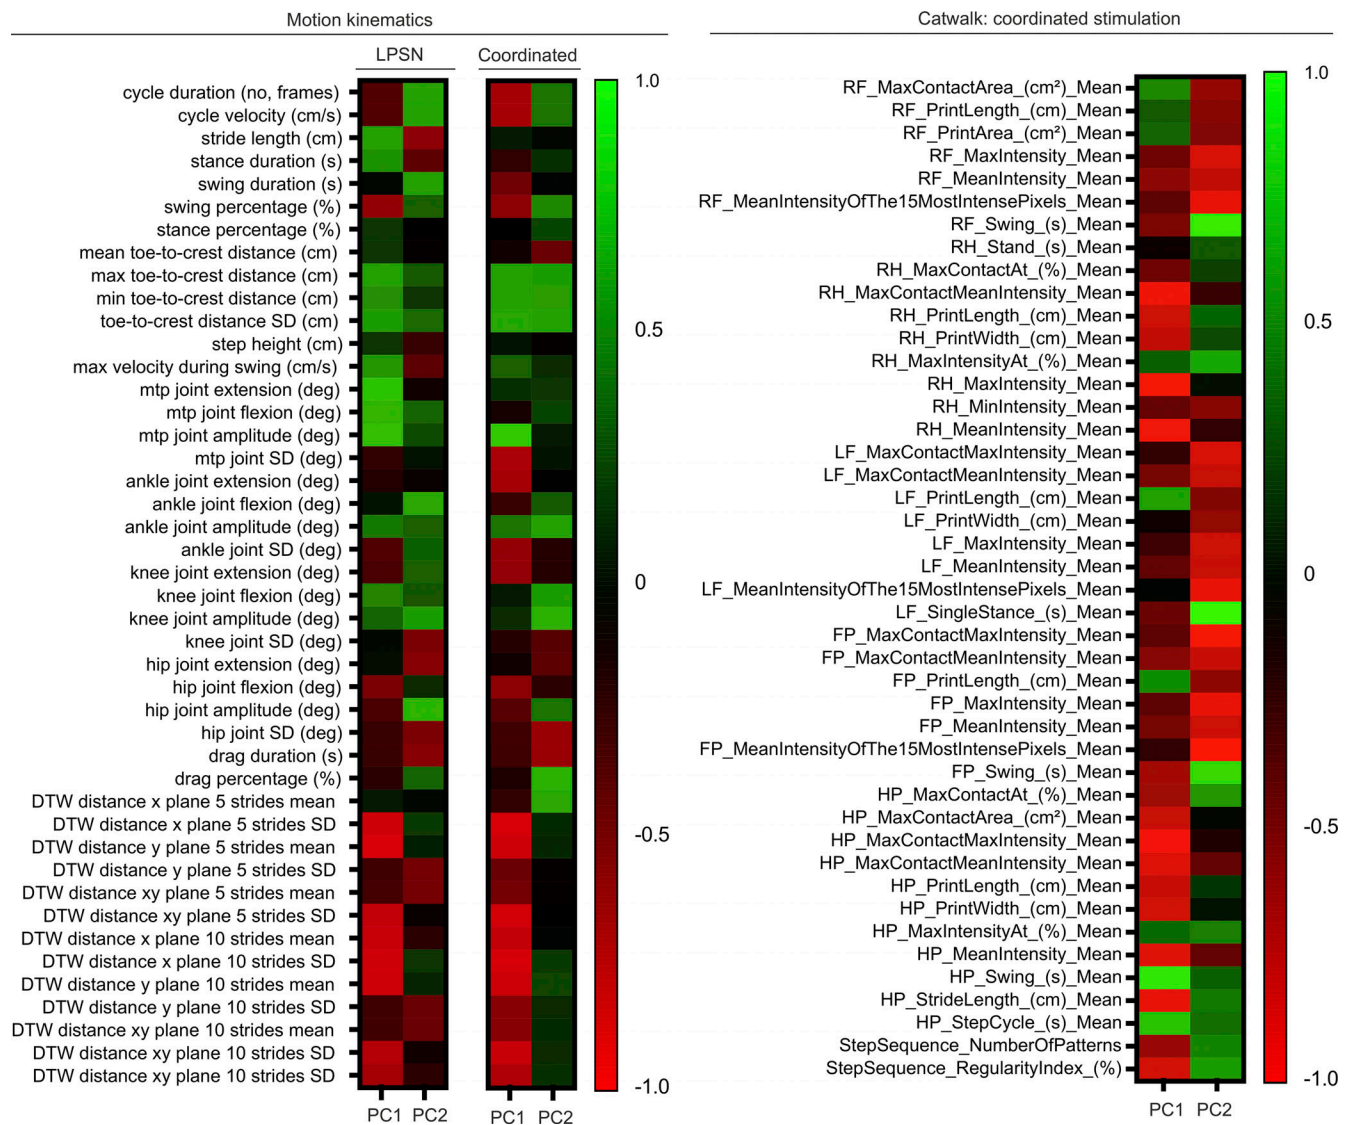 Motion kinematics
LPSN
Coordinated
cycle duration (no, frames)
cycle velocity (cm/s)
stride length (cm)
stance duration (s)
swing duration (s)
swing percentage (%)
stance percentage (%)
mean toe-to-crest distance (cm)
max toe-to-crest distance (cm)
min toe-to-crest distance (cm)
toe-to-crest distance SD (cm)
step height (cm)
max velocity during swing (cm/s)
mtp joint extension (deg)
mtp joint flexion (deg)
mtp joint amplitude (deg)
mtp joint SD (deg)
ankle joint extension (deg)
ankle joint flexion (deg)
ankle joint amplitude (deg)
ankle joint SD (deg)
knee joint extension (deg)
knee joint flexion (deg)
knee joint amplitude (deg)
knee joint SD (deg)
hip joint extension (deg)
hip joint flexion (deg)
hip joint amplitude (deg)
hip joint SD (deg)
drag duration (s)
drag percentage (%)
DTW distance x plane 5 strides mean
DTW distance x plane 5 strides SD
DTW distance y plane 5 strides mean
DTW distance y plane 5 strides SD
DTW distance xy plane 5 strides mean
DTW distance xy plane 5 strides SD
DTW distance x plane 10 strides mean
DTW distance x plane 10 strides SD
DTW distance y plane 10 strides mean
DTW distance y plane 10 strides SD
DTW distance xy plane 10 strides mean
DTW distance xy plane 10 strides SD
DTW distance xy plane 10 strides SD
PC1 PC2
PC1 PC2
1.0
0.5
0
-0.5
-1.0
Catwalk: coordinated stimulation
RF_MaxContactArea_(cm²)_Mean
RF_PrintLength_(cm)_Mean
RF_PrintArea_(cm²)_Mean
RF_MaxIntensity_Mean
RF_MeanIntensity_Mean
RF_MeanIntensityOfThe15MostIntensePixels_Mean
RF_Swing_(s)_Mean
RH_Stand_(s)_Mean
RH_MaxContactAt_(%)_Mean
RH_MaxContactMeanIntensity_Mean
RH_PrintLength_(cm)_Mean
RH_PrintWidth_(cm)_Mean
RH_MaxIntensityAt_(%)_Mean
RH_MaxIntensity_Mean
RH_MinIntensity_Mean
RH_MeanIntensity_Mean
LF_MaxContactMaxIntensity_Mean
LF_MaxContactMeanIntensity_Mean
LF_PrintLength_(cm)_Mean
LF_PrintWidth_(cm)_Mean
LF_MaxIntensity_Mean
LF_MeanIntensity_Mean
LF_MeanIntensityOfThe15MostIntensePixels_Mean
LF_SingleStance_(s)_Mean
FP_MaxContactMaxIntensity_Mean
FP_MaxContactMeanIntensity_Mean
FP_PrintLength_(cm)_Mean
FP_MaxIntensity_Mean
FP_MeanIntensity_Mean
FP_MeanIntensityOfThe15MostIntensePixels_Mean
FP_Swing_(s)_Mean
HP_MaxContactAt_(%)_Mean
HP_MaxContactArea_(cm²)_Mean
HP_MaxContactMaxIntensity_Mean
HP_MaxContactMeanIntensity_Mean
HP_PrintLength_(cm)_Mean
HP_PrintWidth_(cm)_Mean
HP_MaxIntensityAt_(%)_Mean
HP_MeanIntensity_Mean
HP_Swing_(s)_Mean
HP_StrideLength_(cm)_Mean
HP_StepCycle_(s)_Mean
StepSequence_NumberOfPatterns
StepSequence_RegularityIndex_(%)
PC1 PC2
1.0
0.5
0
-0.5
-1.0